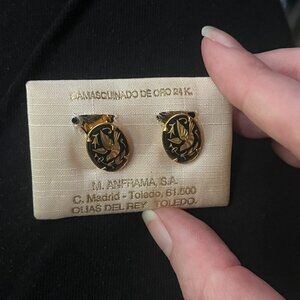 DAMASQUINADO DE ORO 24 K.
M. ANFRAMA, S.A.
C. Madrid - Toledo, 61.600
OLIAS DEL REY, TOLEDO.